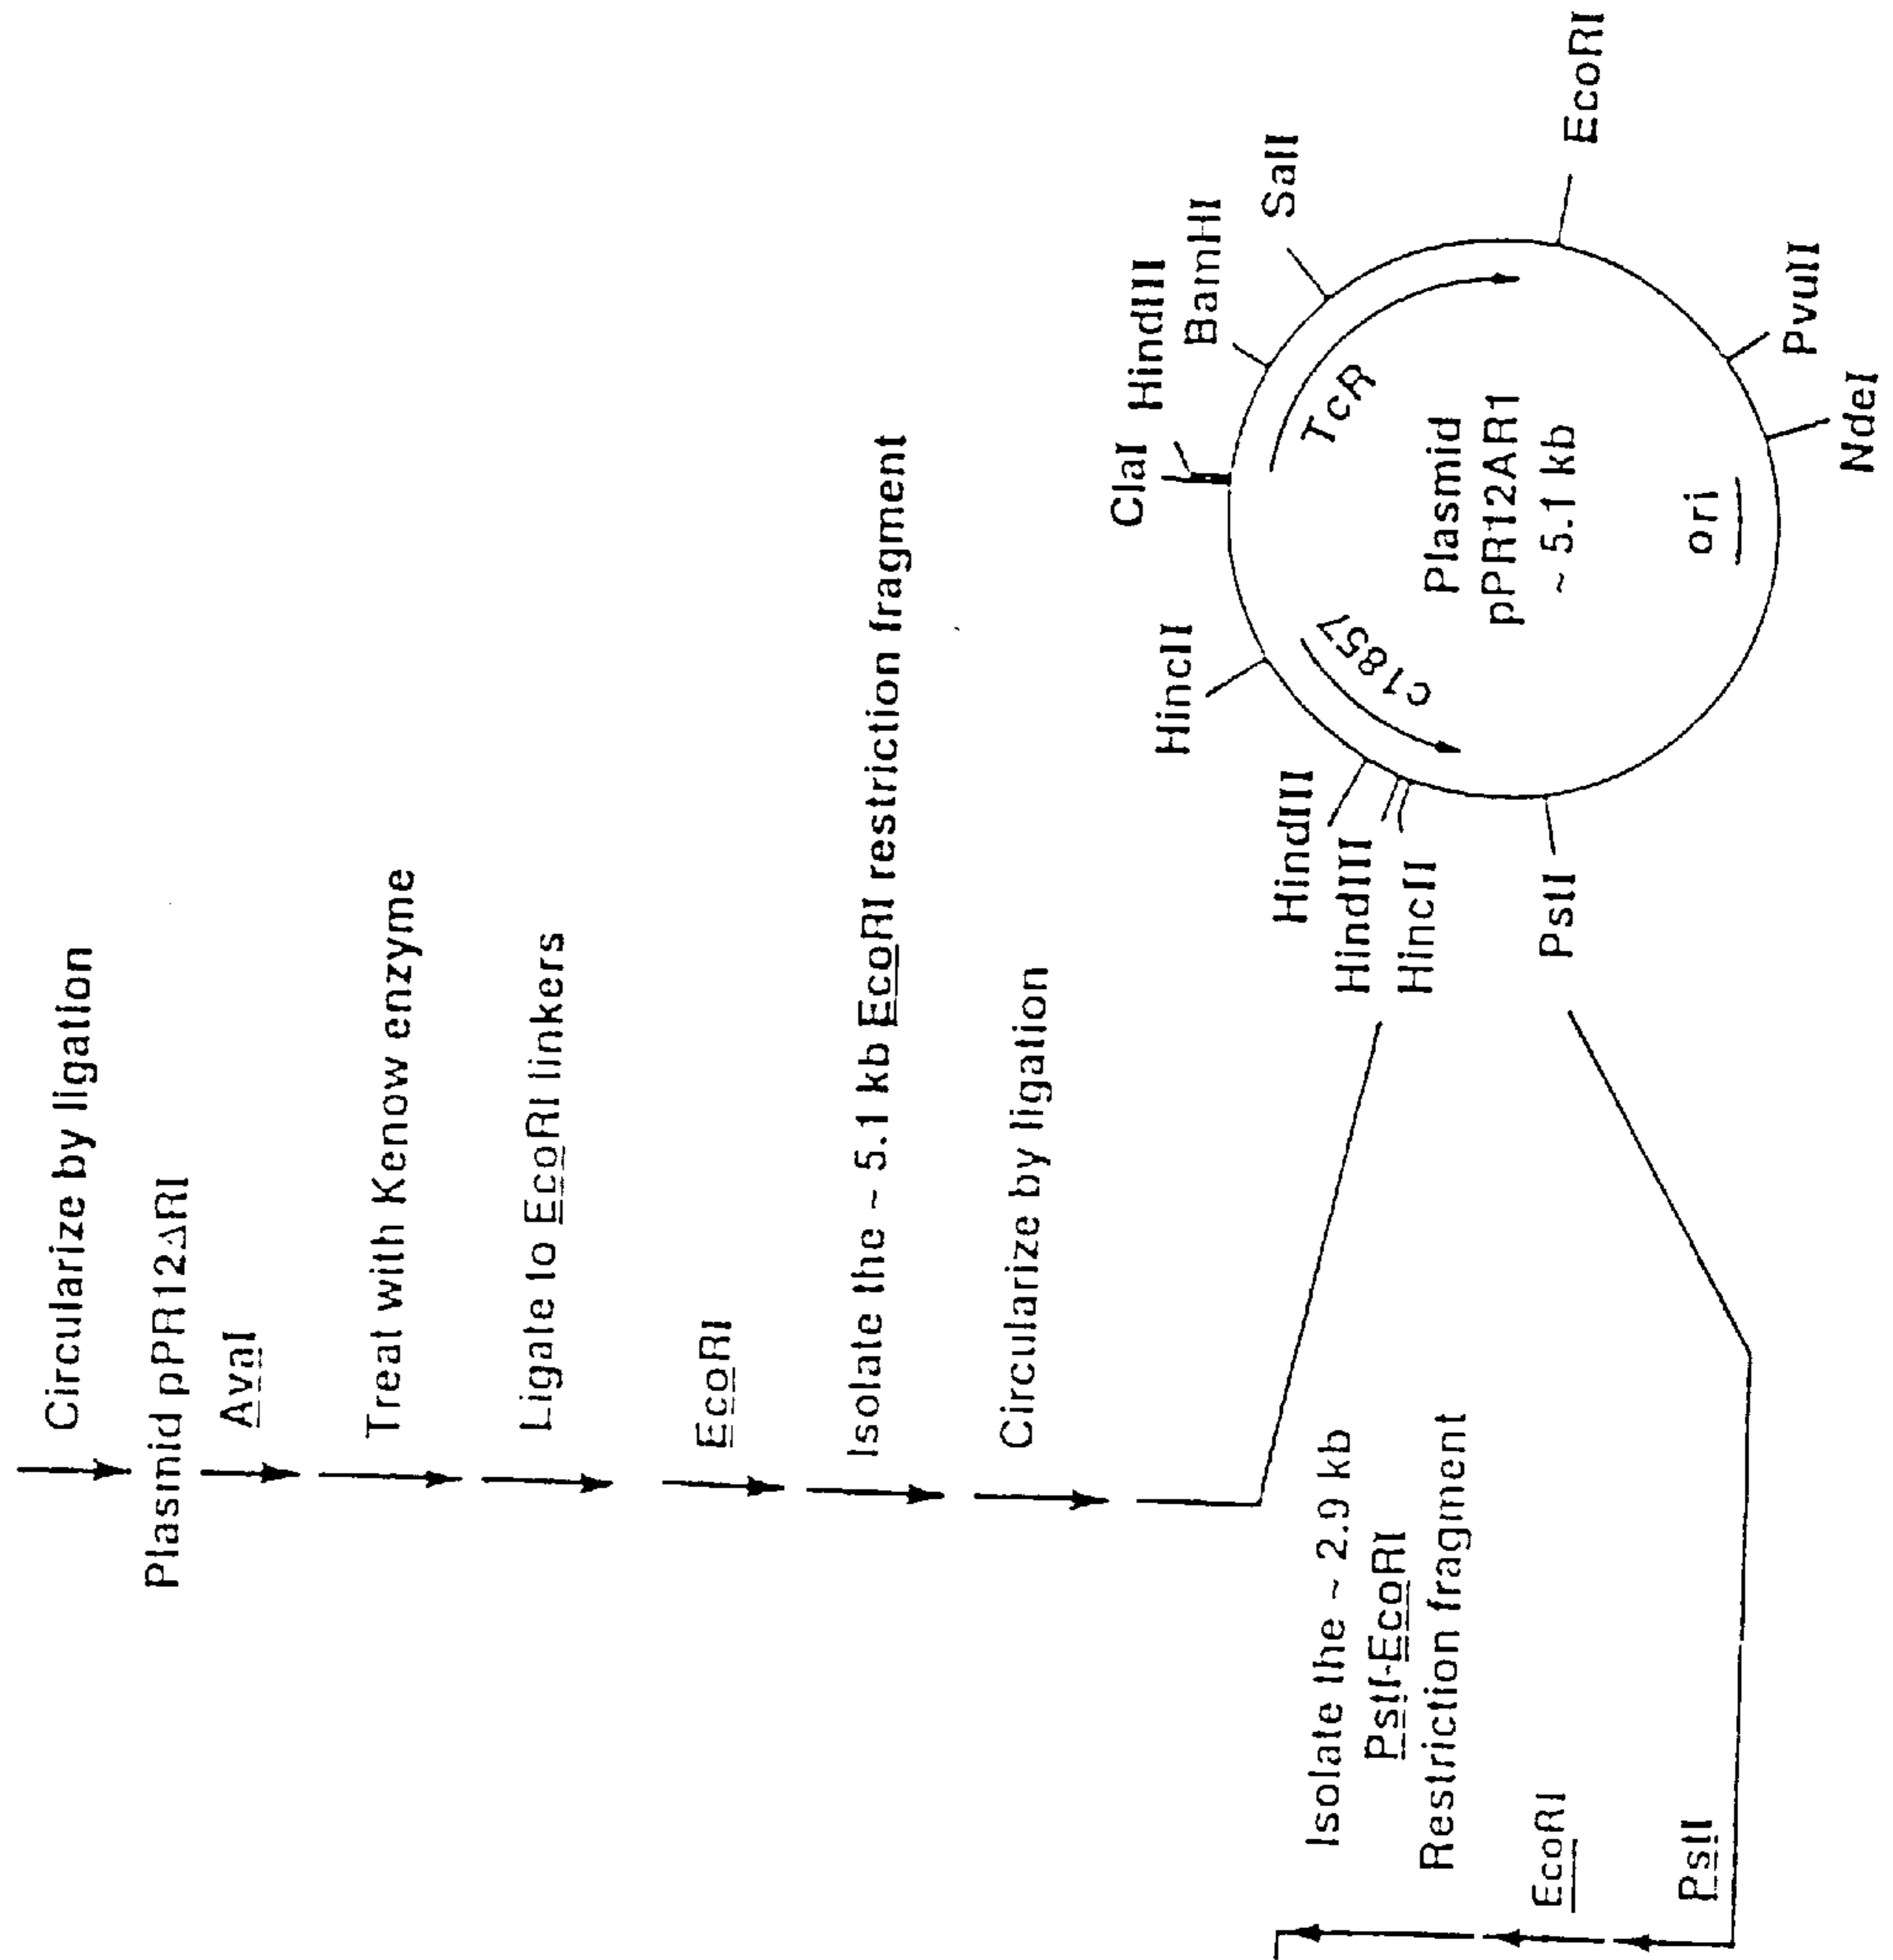 Circularize by ligation
Plasmid pPR12ΔRI
AvaI
Treat with Kenow enzyme
Ligate to EcoRI linkers
EcoRI
Isolate the ~ 5.1 kb EcoRI restriction fragment
Circularize by ligation
ClaI
HindIII
BamHI
SalI
EcoRI
PvuII
NdeI
PstI
HincII
HindIII
HindIII
HincII
TcR
c1857
Plasmid
pPR12AR1
~ 5.1 kb
ori
Isolate the ~ 2.9 kb
PstI-EcoRI
Restriction fragment
EcoRI
PstI